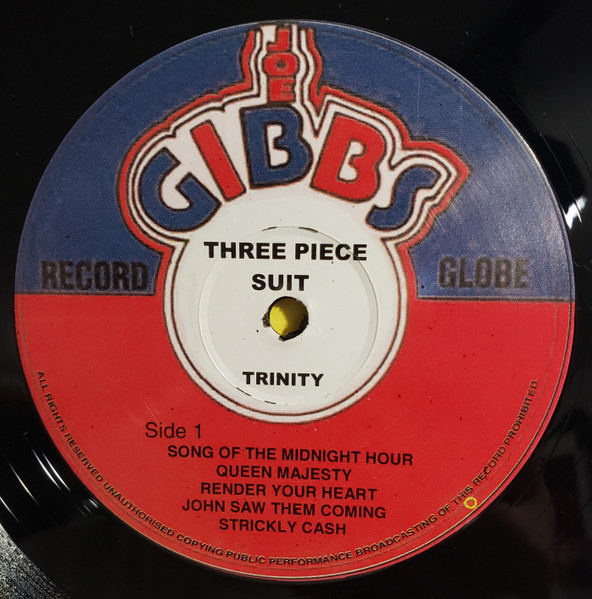 JOE
GIBBS
RECORD GLOBE
THREE PIECE
SUIT
TRINITY
Side 1
SONG OF THE MIDNIGHT HOUR
QUEEN MAJESTY
RENDER YOUR HEART
JOHN SAW THEM COMING
STRICKLY CASH
ALL RIGHTS RESERVED UNAUTHORISED COPYING PUBLIC PERFORMANCE BROADCASTING OF THIS RECORD PROHIBITED.